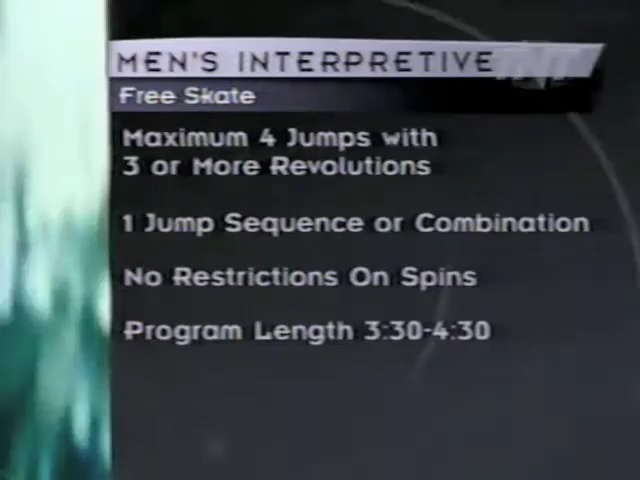 MEN'S INTERPRETIVE
Free Skate
Maximum 4 Jumps with
3 or More Revolutions
1 Jump Sequence or Combination
No Restrictions On Spins
Program Length 3:30-4:30